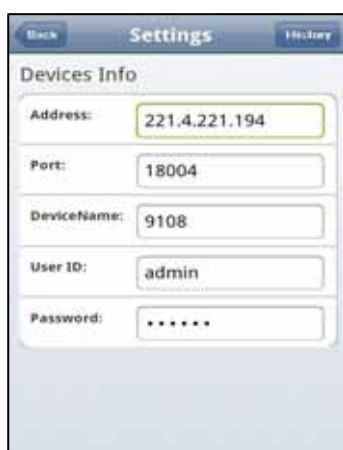 Back Settings History
Devices Info
Address: 221.4.221.194
Port: 18004
DeviceName: 9108
User ID: admin
Password: ••••••